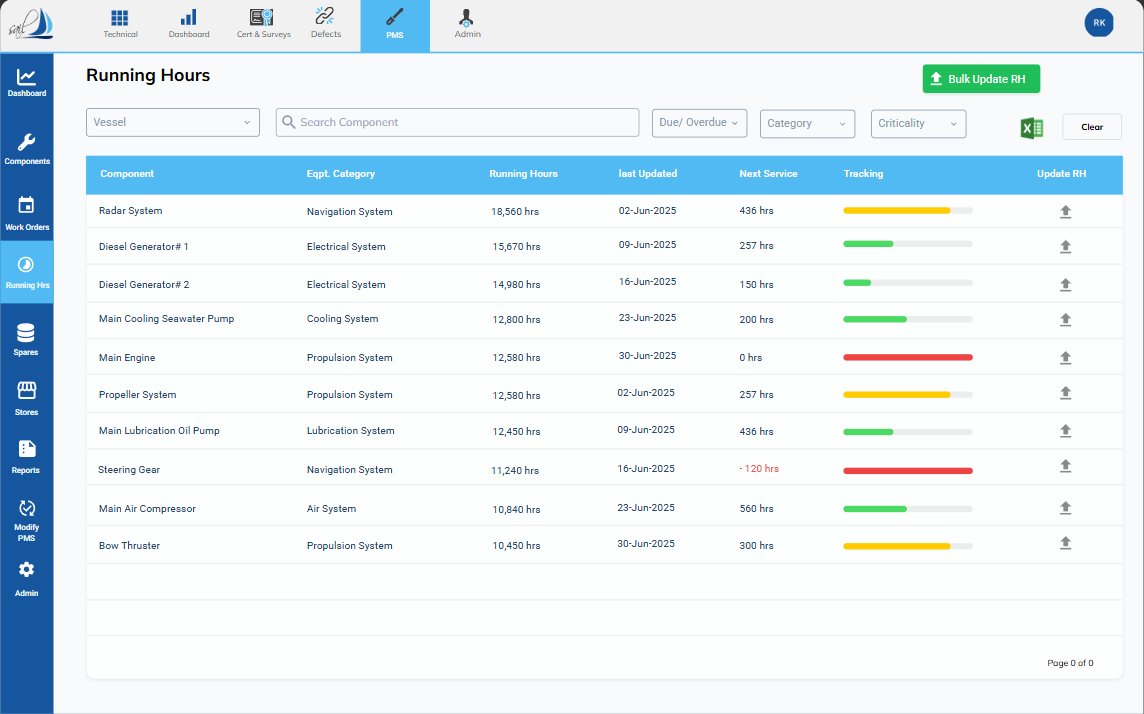 sail
Technical
Dashboard
Cert & Surveys
Defects
PMS
Admin
RK
Dashboard
Components
Work Orders
Running Hrs
Spares
Stores
Reports
Modify
PMS
Admin
Running Hours
Bulk Update RH
Vessel
Search Component
Due/ Overdue
Category
Criticality
X
Clear
Component Eqpt. Category Running Hours last Updated Next Service Tracking Update RH
Radar System Navigation System 18,560 hrs 02-Jun-2025 436 hrs
Diesel Generator# 1 Electrical System 15,670 hrs 09-Jun-2025 257 hrs
Diesel Generator# 2 Electrical System 14,980 hrs 16-Jun-2025 150 hrs
Main Cooling Seawater Pump Cooling System 12,800 hrs 23-Jun-2025 200 hrs
Main Engine Propulsion System 12,580 hrs 30-Jun-2025 0 hrs
Propeller System Propulsion System 12,580 hrs 02-Jun-2025 257 hrs
Main Lubrication Oil Pump Lubrication System 12,450 hrs 09-Jun-2025 436 hrs
Steering Gear Navigation System 11,240 hrs 16-Jun-2025 - 120 hrs
Main Air Compressor Air System 10,840 hrs 23-Jun-2025 560 hrs
Bow Thruster Propulsion System 10,450 hrs 30-Jun-2025 300 hrs
Page 0 of 0